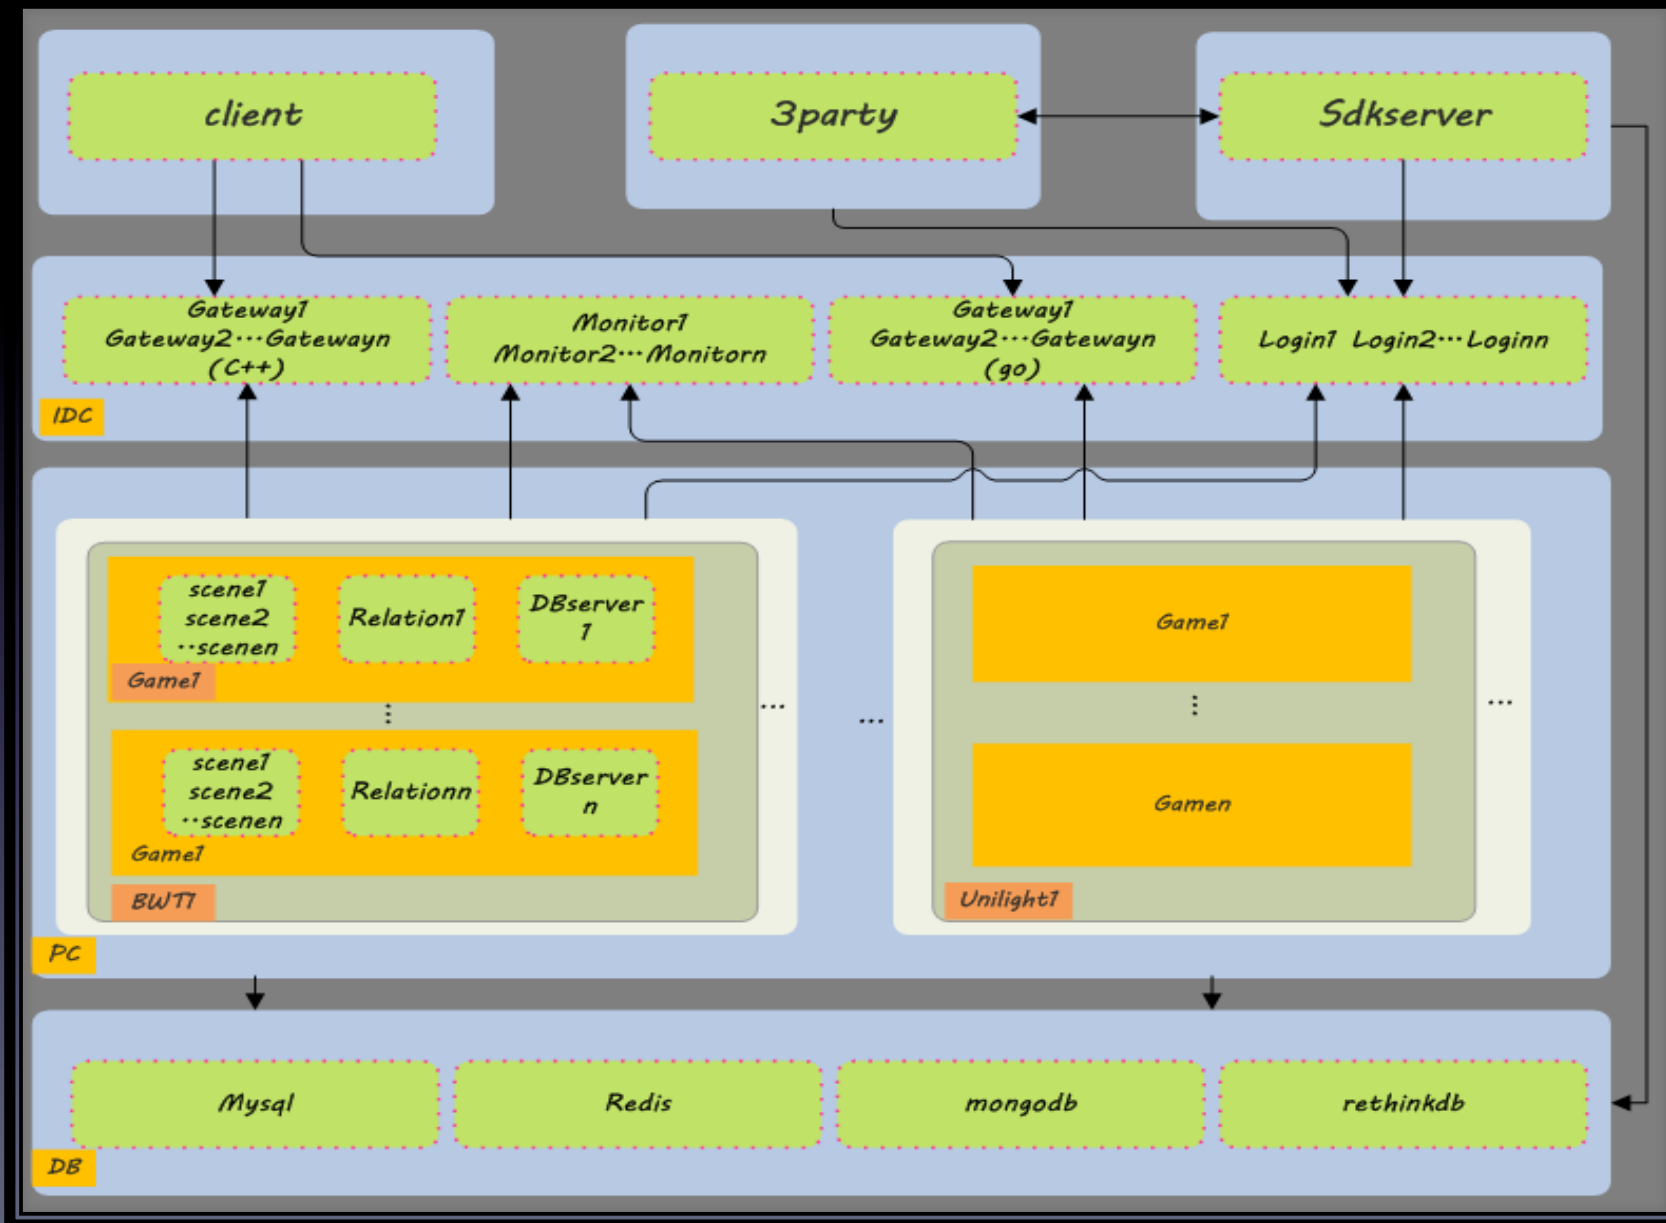 client
3party
Sdkserver
Gateway1
Gateway2···Gatewayn
(C++)
Monitor1
Monitor2···Monitorn
Gateway1
Gateway2···Gatewayn
(go)
Login1 Login2···Loginn
IDC
scene1
scene2
··scenen
Relation1
DBserver
1
Game1
⋮
scene1
scene2
··scenen
Relationn
DBserver
n
Game1
BWT1
...
...
Game1
⋮
Gamen
Unilight1
...
PC
Mysql
Redis
mongodb
rethinkdb
DB